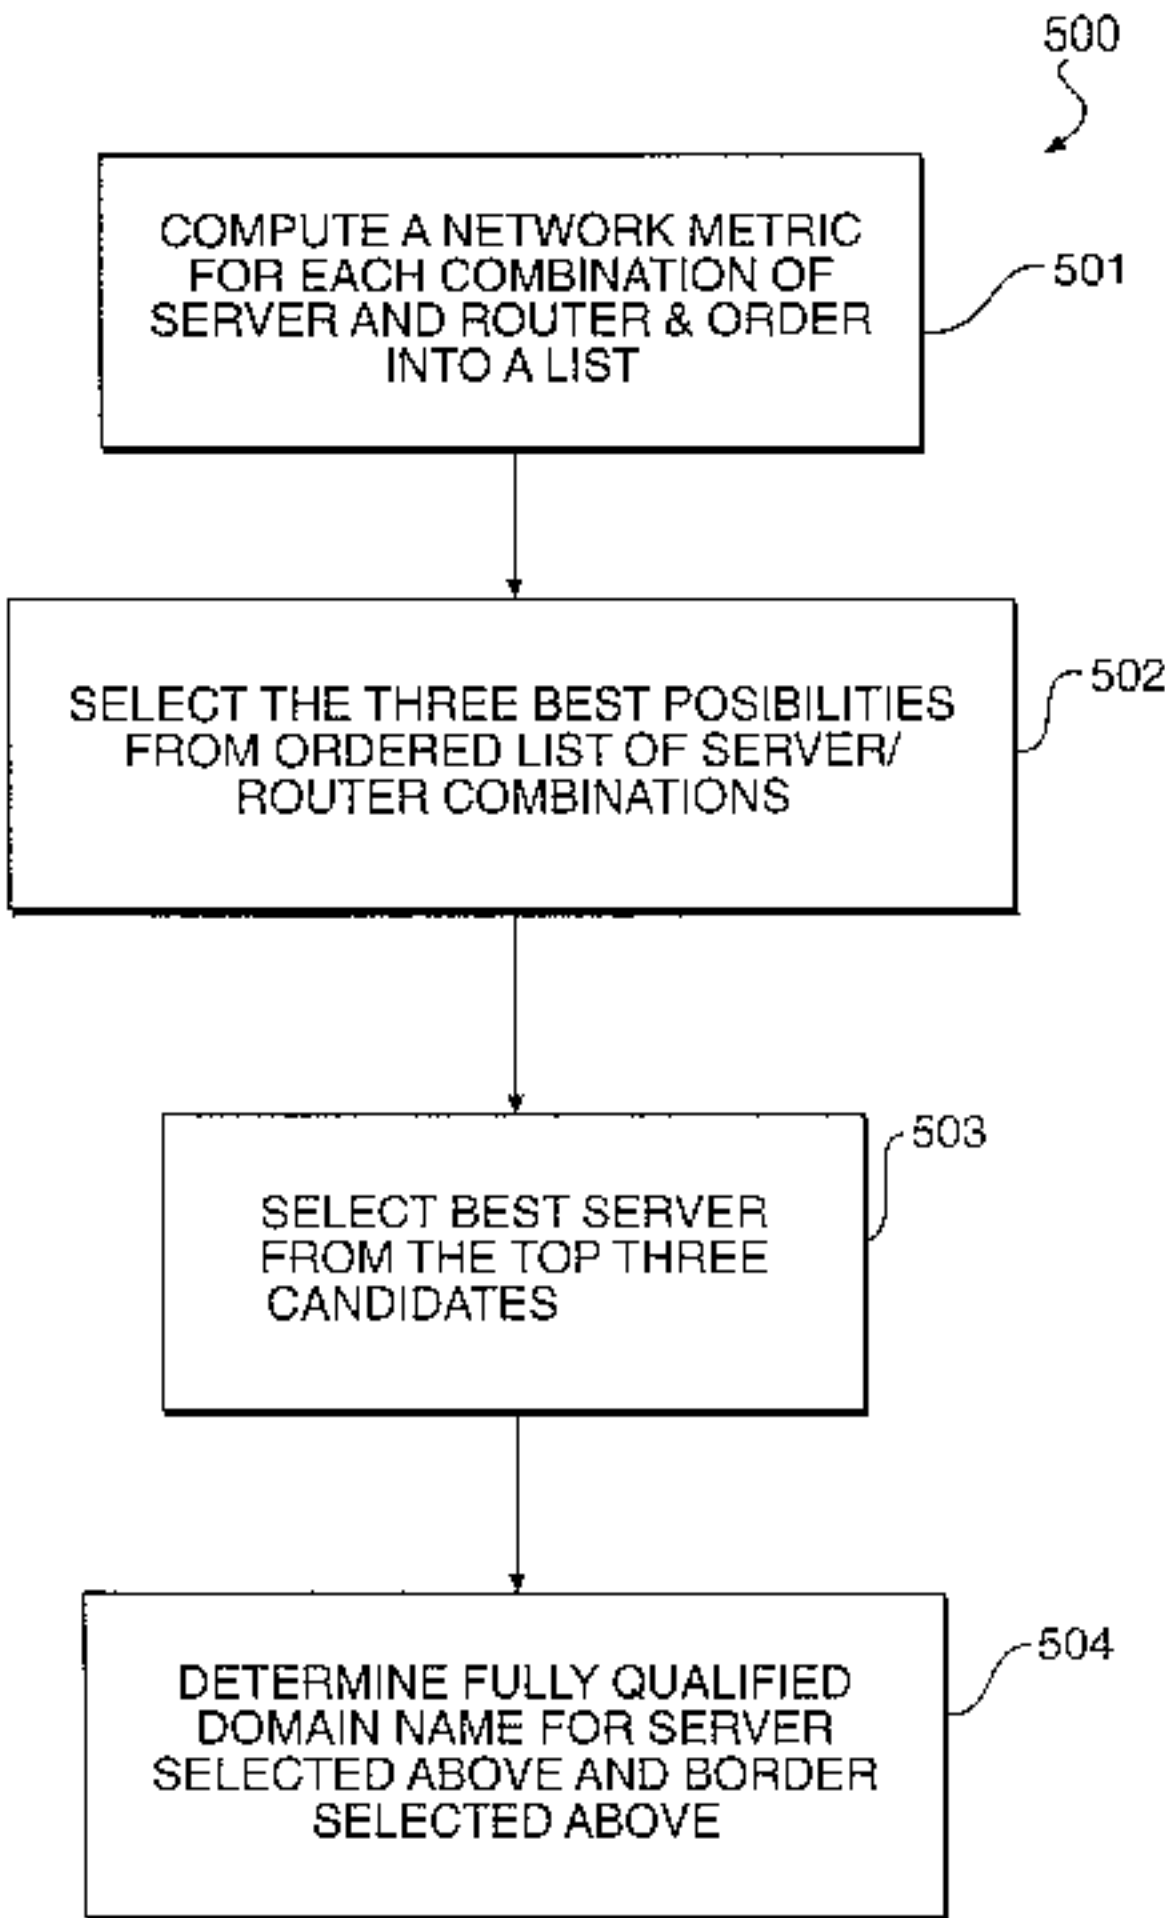 500
COMPUTE A NETWORK METRIC
FOR EACH COMBINATION OF
SERVER AND ROUTER & ORDER
INTO A LIST
501
SELECT THE THREE BEST POSIBILITIES
FROM ORDERED LIST OF SERVER/
ROUTER COMBINATIONS
502
SELECT BEST SERVER
FROM THE TOP THREE
CANDIDATES
503
DETERMINE FULLY QUALIFIED
DOMAIN NAME FOR SERVER
SELECTED ABOVE AND BORDER
SELECTED ABOVE
504